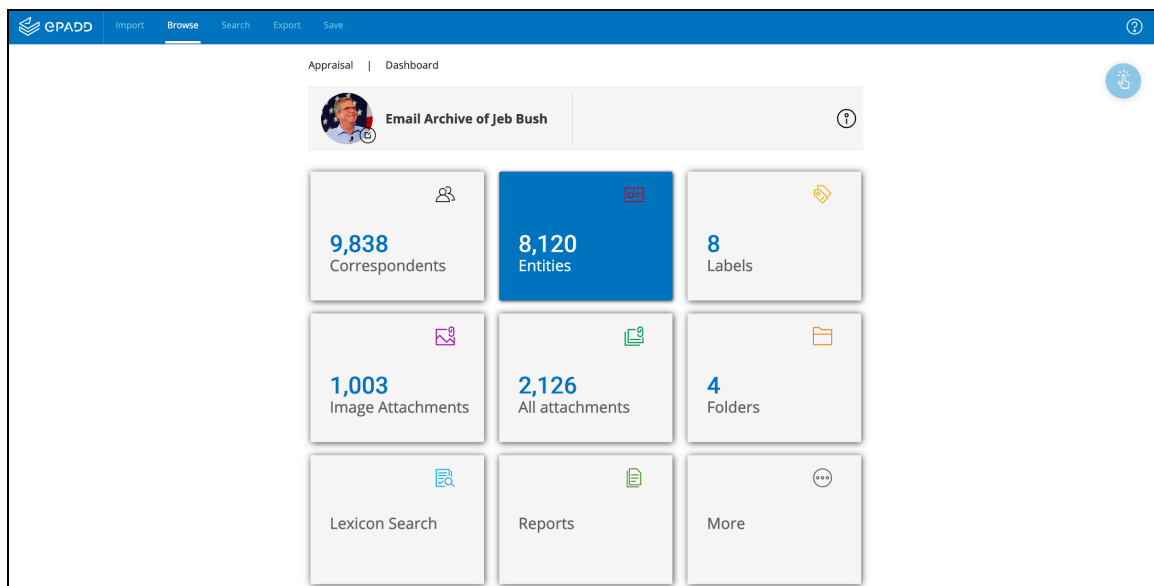 ePADD Import Browse Search Export Save
Appraisal | Dashboard
Email Archive of Jeb Bush
9,838 8,120 8
Correspondents Entities Labels
1,003 2,126 4
Image Attachments All attachments Folders
Lexicon Search Reports More